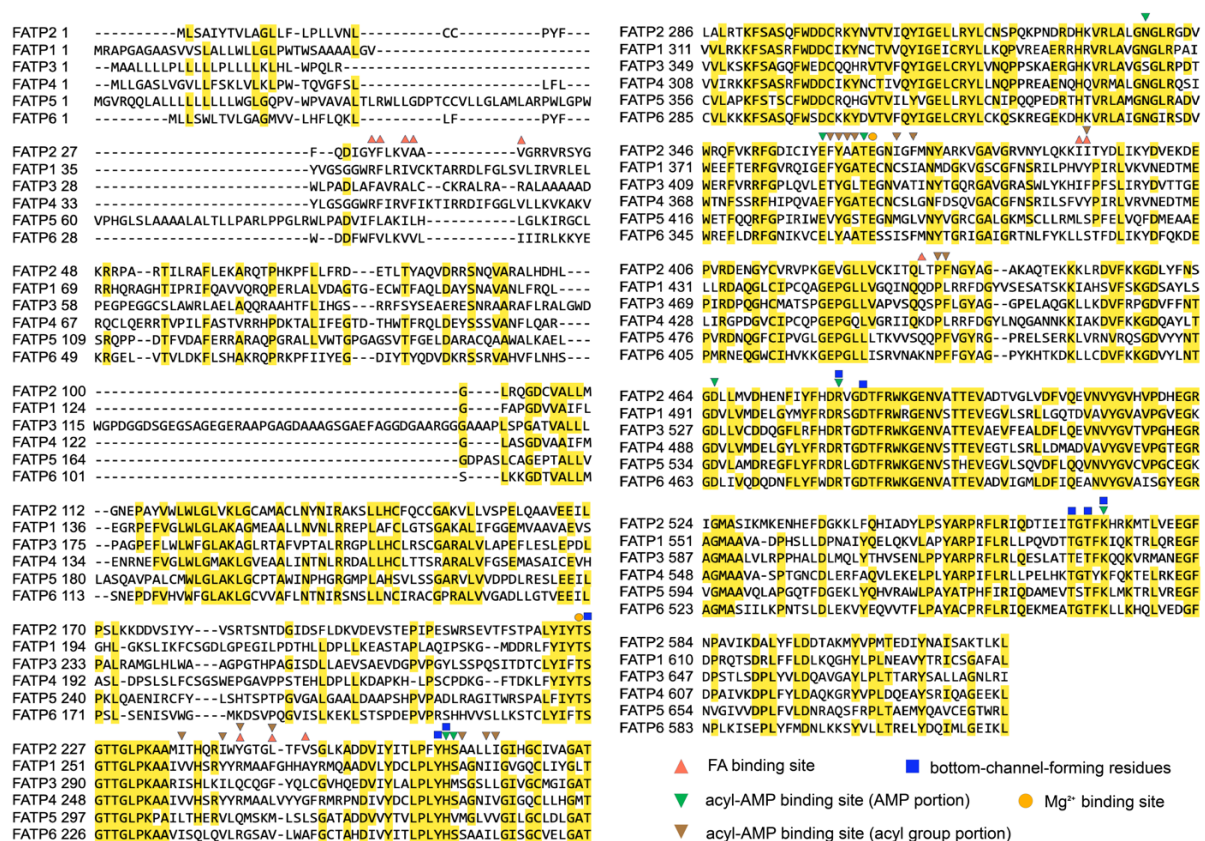 FATP2 1 ----------MLSAIYTVLAGLLF-LPLLVNL--------------CC------PYF---
FATP1 1 MRAPGAGAASVVSLALLWLLGLPWTWSAAAALGV--------------------------
FATP3 1 ---MAALLLLPLLLLLPLLLLKLHL-WPQLR-----------------------------
FATP4 1 ---MLLGASLVGVLLFSKLVLKLPW-TQVGFSL----------------------LFL--
FATP5 1 MGVRQQLALLLLLLLLLWGLGQPV-WPVAVALTLRWLLGDPTCCVLLGLAMLARPWLGPW
FATP6 1 ----------MLLSWLTVLGAGMVV-LHFLQKL----------LF------PYF---
FATP2 27 --------------------------F--QDIGYFLKVAA-----------VGRRVRSYG
FATP1 35 --------------------------YVGSGGWRFLRIVCKTARRDLFGLSVLIRVRLEL
FATP3 28 --------------------------WLPADLAFAVRALC-CKRALRA-RALAAAAAD
FATP4 33 --------------------------YLGSGGWRFIRVFIKTIRRDIFGGLVLLKVKAKV
FATP5 60 VPHGLSLAAAALALTLLPARLPPGLRWLPADVIFLAKILH---------LGLKIRGCL
FATP6 28 --------------------------W--DDFWFVLKVVL---------IIIRLKKYE
FATP2 48 KRRPA--RTILRAFLEKARQTPHKPFLLFRD--ETLTYAQVDRRSNQVARALHDHL---
FATP1 69 RRHQRAGHTIPRIFQAVVQRQPERLALVDAGTG-ECWTFAQLDAYSNAVANLFRQL---
FATP3 58 PEGPEGGCSLAWRLAELAQQRAAHTFLIHGS---RRFSYSEAERESNRAARAFLRALGWD
FATP4 67 RQCLQERRTVPILFASTVRRHPDKTALIFEGTD-THWTFRQLDEYSSSVANFLQAR---
FATP5 109 SRQPP--DTFVDAFERRARAQPGRALLVWTGPGAGSVTFGELDARACQAAWALKAEL---
FATP6 49 KRGEL--VTVLDKFLSHAKRQPRKPFIIYEG---DIYTYQDVDKRSSRVAHVFLNHS---
FATP2 100 ---------------------------------------------G----LRQGDCVALLM
FATP1 124 ---------------------------------------------G----FAPGDVVAIFL
FATP3 115 WGPDGGDSGEGSAGEGERAAPGAGDAAAGSGAEFAGGDGAARGGGAAAPLSPGATVALLL
FATP4 122 ---------------------------------------------G----LASGDVAAIFM
FATP5 164 ---------------------------------------------GDPASLCAGEPTALLV
FATP6 101 ---------------------------------------------S----LKKGDTVALLM
FATP2 112 --GNEPAYVWLWLGLVKLGCAMACLNYNIRAKSLLHCFQCCGAKVLLVSPELQAAVEEIL
FATP1 136 --EGRPEFVGLWLGLAKAGMEAALLNVNLRREPLAFCLGTSGAKALIFGGEMVAAVAEVS
FATP3 175 --PAGPEFLWLWFGLAKAGLRTAFVPTALRRGPLLHCLRSCGARALVLAPEFLESLEPDL
FATP4 134 --ENRNEFVGLWLGMAKLGVEAALINTNLRRDALLHCLTTSRARALVFGSEMASAICEVH
FATP5 180 LASQAVPALCMWLGLAKLGCPTAWINPHGRGMPLAHSVLSSGARVLVVDPDLRESLEEIL
FATP6 113 --SNEPDFVHVWFGLAKLGCVVAFLNTNIRSNSLLNCIRACGPRALVVGADLLGTVEEIL
FATP2 170 PSLKKDDVSIYY---VSRTSNTDGIDSFLDKVDEVSTEPIPESWRSEVTFSTPALYIYTS
FATP1 194 GHL-GKSLIKFCSGDLGPEGILPDTHLLDPLLKEASTAPLAQIPSKG-MDDRLFYIYTS
FATP3 233 PALRAMGLHLWA---AGPGTHPAGISDLLAEVSAEVDGPVPGYLSSPQSITDTCLYIFTS
FATP4 192 ASL-DPSLSLFCSGSWEPGAVPPSTEHLDPLLKDAPKHL-PSCPDKG-FTDKLFYIYTS
FATP5 240 PKLQAENIRCFY---LSHTSPTPGVGALGAALDAAPSHPVPADLRAGITWRSPALFIYTS
FATP6 171 PSL-SENISVWG----MKDSVPQGVISLKEKLSTSPDEPVPRSHHVVSLLKSTCLYIFTS
FATP2 227 GTTGLPKAAMITHQRIWYGTGL-TFVSGLKADDVIYITLPFYHSAALLIGIHGCIVAGAT
FATP1 251 GTTGLPKAAIVVHSRYYRMAAFGHHAYRMQAADVLYDCLPLYHSAGNIIGVGQCLIYGLT
FATP3 290 GTTGLPKAARISHLKILQCQGF-YQLCGVHQEDVIYLALPLYHMSGSLLGIVGCMGIGAT
FATP4 248 GTTGLPKAAIVVHSRYYRMAALVYYGFRMRPNDIVYDCLPLYHSAGNIVGIGQCLLHGMT
FATP5 297 GTTGLPKPAILTHERVLQMSKM-LSLSGATADDVVYTVLPLYHVMGLVVGILGCLDLGAT
FATP6 226 GTTGLPKAAVISQLQVLRGSAV-LWAFGCTAHDIVYITLPLYHSSAAILGISGCVELGAT
FATP2 286 LALRTKFSASQFWDDCRKYNVTVIQYIGELLRYLCNSPQKPNDRDHKVRLALGNGLRGDV
FATP1 311 VVLRKKFSASRFWDDCIKYNCTVVQYIGEICRYLLKQPVREAERRHRVRLAVGNGLRPAI
FATP3 349 VVLKSKFSAGQFWEDCQQHRVTVFQYIGELCRYLVNQPPSKAERGHKVRLAVGSGLRPDT
FATP4 308 VVIRKKFSASRFWDDCIKYNCTIVQYIGELCRYLLNQPPREAENQHQVRMALGNGLRQSI
FATP5 356 CVLAPKFSTSCFWDDCRQHGVTVILYVGELLRYLCNIPQQPEDRTHTVRLAMGNGLRADV
FATP6 285 CVLKKKFSASQFWSDCKKYDVTVFQYIGELCRYLCKQSKREGEKDHKVRLAIGNGIRSDV
FATP2 346 WRQFVKRFGDICIYEFYAATEGNIGFMNYARKVGAVGRVNYLQKKIITYDLIKYDVEKDE
FATP1 371 WEEFTERFGVRQIGEFYGATECNCSIANMDGKVGSCGFNSRILPHVYPIRLVKVNEDTME
FATP3 409 WERFVRRFGPLQVLETYGLTEGNVATINYTGQRGAVGRASWLYKHIFPFSLIRYDVTTGE
FATP4 368 WTNFSSRFHIPQVAEFYGATECNCSLGNFDSQVGACGFNSRILSFVYPIRLVRVNEDTME
FATP5 416 WETFQQRFGPIRIWEVYGSTEGNMGLVNYVGRCGALGKMSCLLRMLSPFELVQFDMEAAE
FATP6 345 WREFLDRFGNIKVCELYAATESSISFMNYTGRIGAIGRTNLFYKLLSTFDLIKYDFQKDE
FATP2 406 PVRDENGYCVRVPKGEVGLLVCKITQLTPFNGYAG--AKAQTEKKKLRDVFKKGDLYFNS
FATP1 431 LLRDAQGLCIPCQAGEPGLLVGQINQQDPLRRFDGYVSESATSKKIAHSVFSKGDSAYLS
FATP3 469 PIRDPQGHCMATSPGEPGLLVAPVSQQSPFLGYAG--GPELAQGKLLKDVFRPGDVFFNT
FATP4 428 LIRGPDGVCIPCQPGEPGQLVGRIIQKDPLRRFDGYLNQGANNKKIAKDVFKKGDQAYLT
FATP5 476 PVRDNQGFCIPVGLGEPGLLLTKVVSQQPFVGYRG--PRELSERKLVRNVRQSGDVYYNT
FATP6 405 PMRNEQGWCIHVKKGEPGLLISRVNAKNPFFGYAG--PYKHTKDKLLCDVFKKGDVYLNT
FATP2 464 GDLLMVDHENFIYFHDRVGDTFRWKGENVATTEVADTVGLVDFVQEVNVYGVHVPDHEGR
FATP1 491 GDVLVMDELGYMYFRDRSGDTFRWRGENVSTTEVEGVLSRLLGQTDVAVYGVAVPGVEGK
FATP3 527 GDLLVCDDQGFLRFHDRTGDTFRWKGENVATTEVAEVFEALDFLQEVNVYGVTVPGHEGR
FATP4 488 GDVLVMDELGYLYFRDRTGDTFRWKGENVSTTEVEGTLSRLLDMADVAVYGVEVPGTEGR
FATP5 534 GDVLAMDREGFLYFRDRLGDTFRWKGENVSTHEVEGVLSQVDFLQQVNVYGVCVPGCEGK
FATP6 463 GDLIVQDQDNFLYFWDRTGDTFRWKGENVATTEVADVIGMLDFIQEANVYGVAISGYEGR
FATP2 524 IGMASIKMKENHEFDGKKLFQHIADYLPSYARPRFLRIQDTIEITGTFKHRKMTLVEEGF
FATP1 551 AGMAAVA-DPHSLLDPNAIYQELQKVLAPYARPIFLRLLPQVDTTGTFKIQKTRLQREGF
FATP3 587 AGMAALVLRPPHALDLMQLYTHVSENLPPYARPRFLRLQESLATTETFKQQKVRMANEGF
FATP4 548 AGMAAVA-SPTGNCDLERFAQVLEKELPLYARPIFLRLLPELHKTGTYKFQKTELRKEGF
FATP5 594 VGMAAVQLAPGQTFDGEKLYQHVRAWLPAYATPHFIRIQDAMEVTSTFKLMKTRLVREGF
FATP6 523 AGMASIILKPNTSLDLEKVYEQVVTFLPAYACPRFLRIQEKMEATGTFKLLKHQLVEDGF
FATP2 584 NPAVIKDALYFLDDTAKMYVPMTEDIYNAISAKTLKL
FATP1 610 DPRQTSDRLFFLDLKQGHYLPLNEAVYTRICSGAFAL
FATP3 647 DPSTLSDPLYVLDQAVGAYLPLTTARYSALLAGNLRI
FATP4 607 DPAIVKDPLFYLDAQKGRYVPLDQEAYSRIQAGEEKL
FATP5 654 NVGIVVDPLFVLDNRAQSFRPLTAEMYQAVCEGTWRL
FATP6 583 NPLKISEPLYFMDNLKKSYVLLTRELYDQIMLGEIKL
FA binding site
bottom-channel-forming residues
acyl-AMP binding site (AMP portion)
Mg²⁺ binding site
acyl-AMP binding site (acyl group portion)